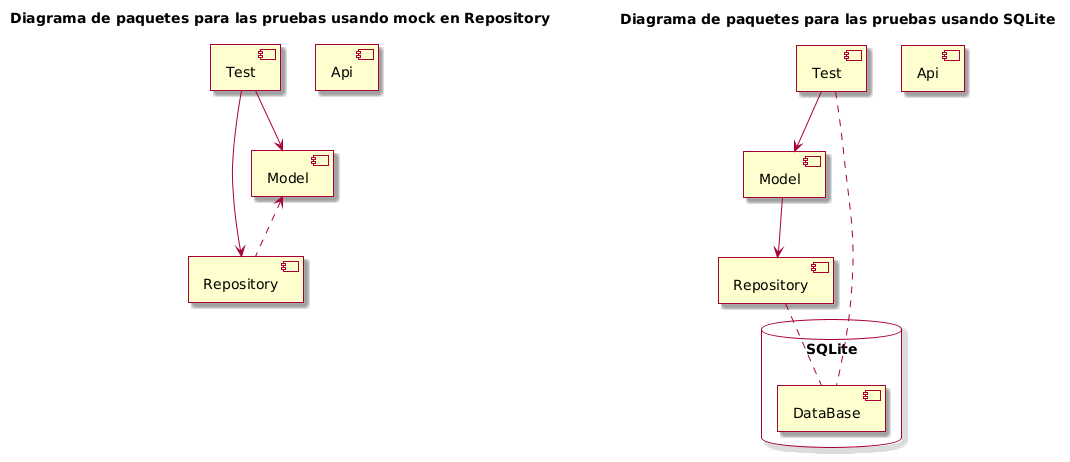 Diagrama de paquetes para las pruebas usando mock en Repository
Test
Api
Model
Repository
Diagrama de paquetes para las pruebas usando SQLite
Test
Api
Model
Repository
SQLite
DataBase